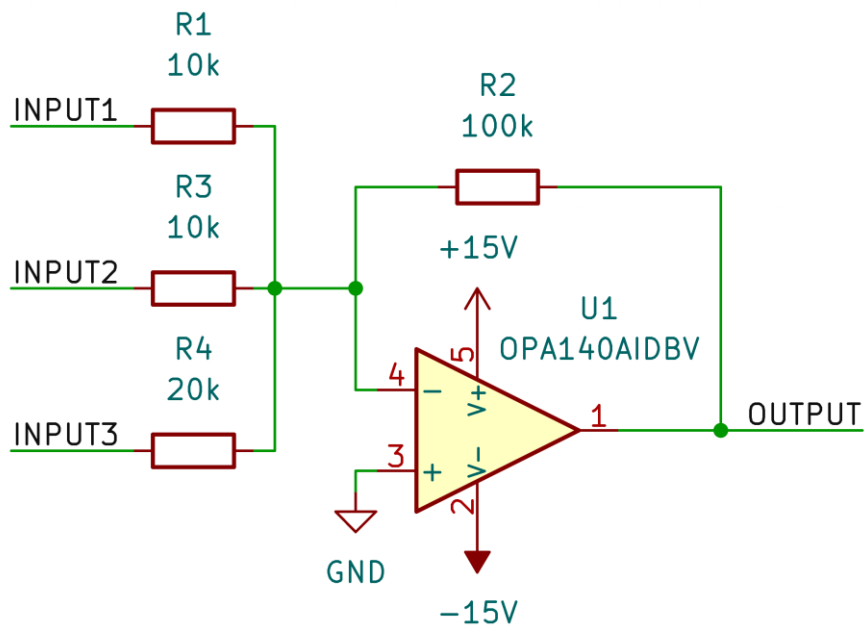 R1
10k
INPUT1
R2
100k
R3
10k
INPUT2
+15V
U1
OPA140AIDBV
R4
20k
INPUT3
5
V+
4
-
3
+
V-
2
1
OUTPUT
GND
-15V